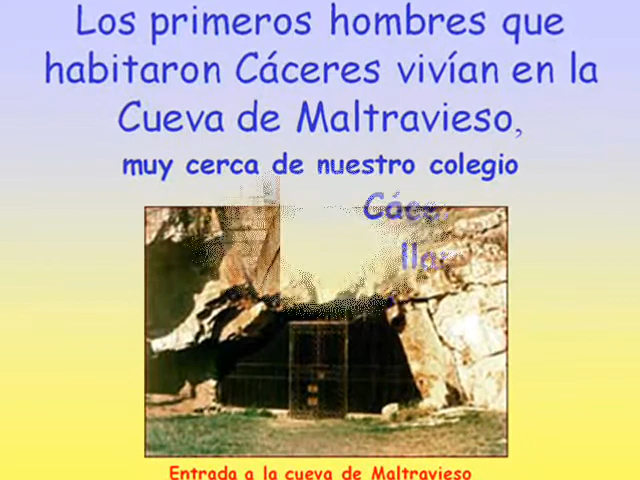 Los primeros hombres que
habitaron Cáceres vivían en la
Cueva de Maltravieso,
muy cerca de nuestro colegio
Entrada a la cueva de Maltravieso